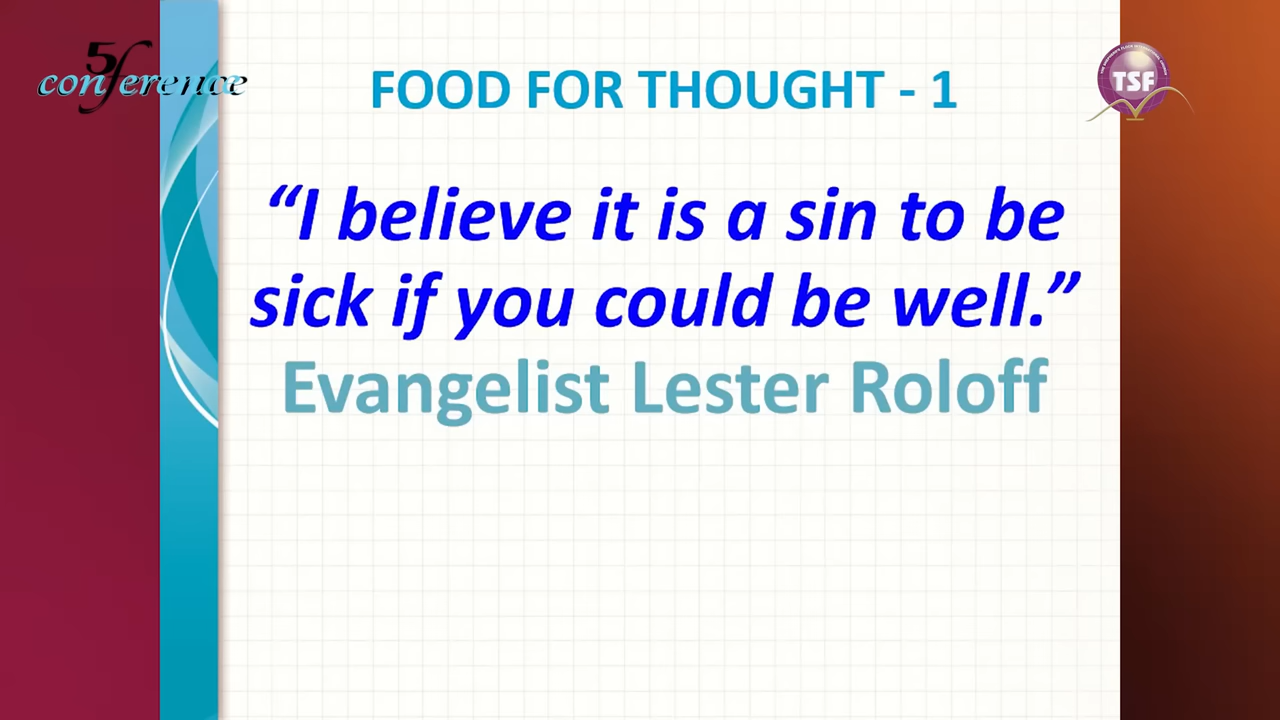 5f conference
FOOD FOR THOUGHT - 1
TSF
“I believe it is a sin to be
sick if you could be well.”
Evangelist Lester Roloff